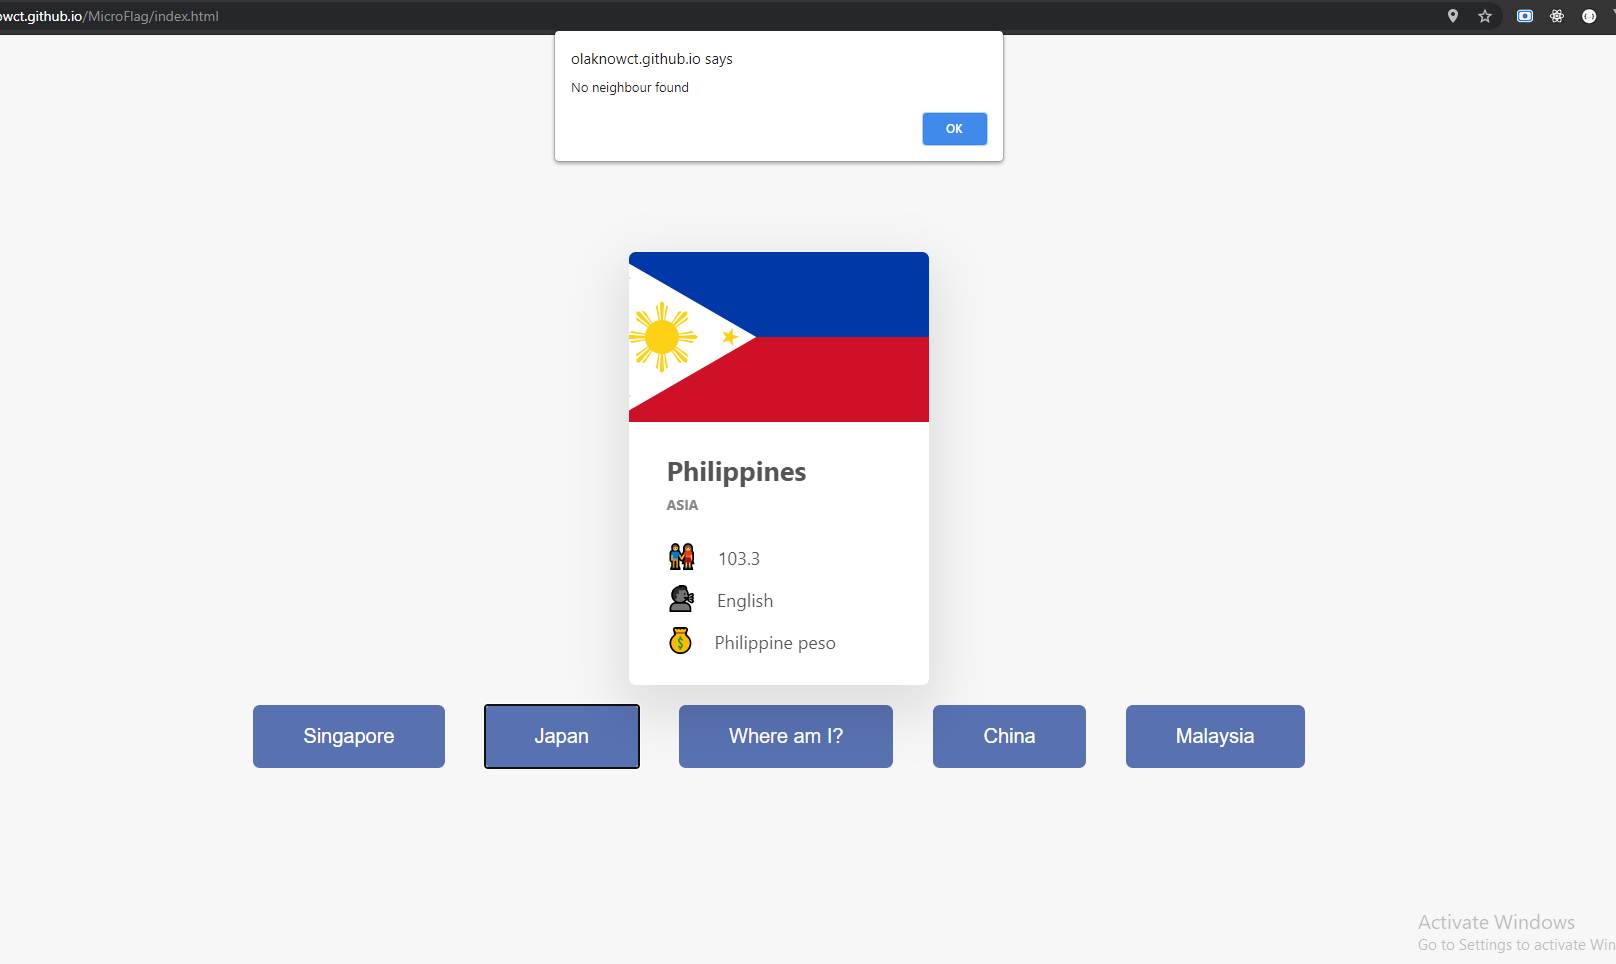 owct.github.io/MicroFlag/index.html
olaknowct.github.io says
No neighbour found
OK
Philippines
ASIA
103.3
English
Philippine peso
Singapore
Japan
Where am I?
China
Malaysia
Activate Windows
Go to Settings to activate Win